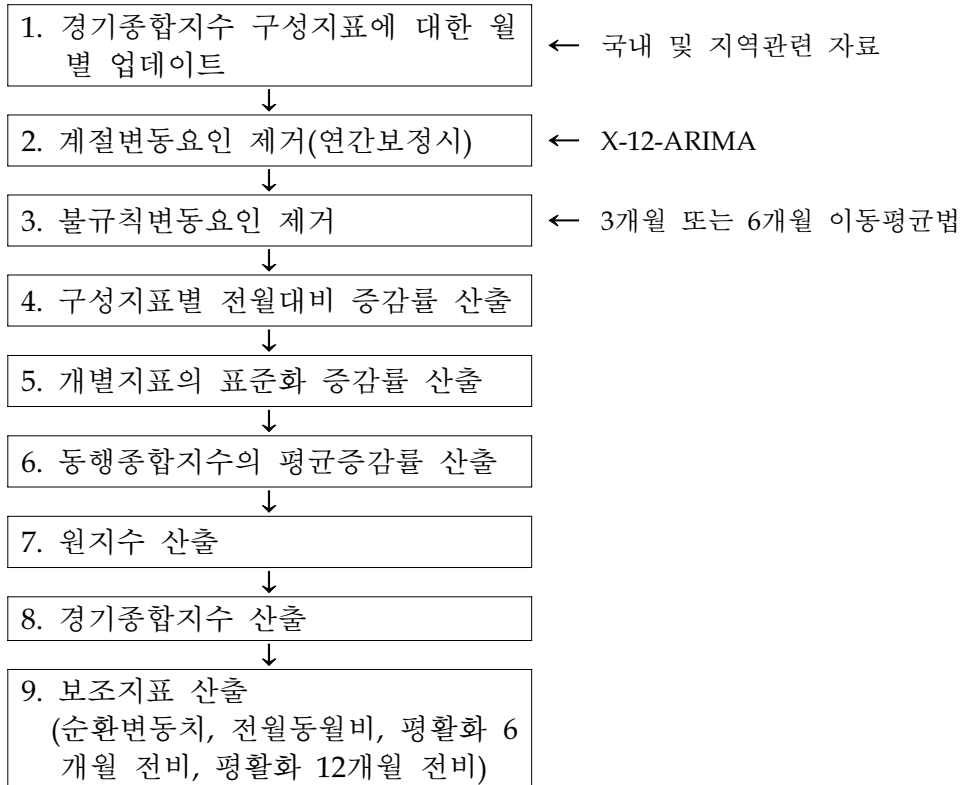 1. 경기종합지수 구성지표에 대한 월
별 업데이트
← 국내 및 지역관련 자료
↓
2. 계절변동요인 제거(연간보정시)
← X-12-ARIMA
↓
3. 불규칙변동요인 제거
← 3개월 또는 6개월 이동평균법
↓
4. 구성지표별 전월대비 증감률 산출
↓
5. 개별지표의 표준화 증감률 산출
↓
6. 동행종합지수의 평균증감률 산출
↓
7. 원지수 산출
↓
8. 경기종합지수 산출
↓
9. 보조지표 산출
(순환변동치, 전월동월비, 평활화 6
개월 전비, 평활화 12개월 전비)